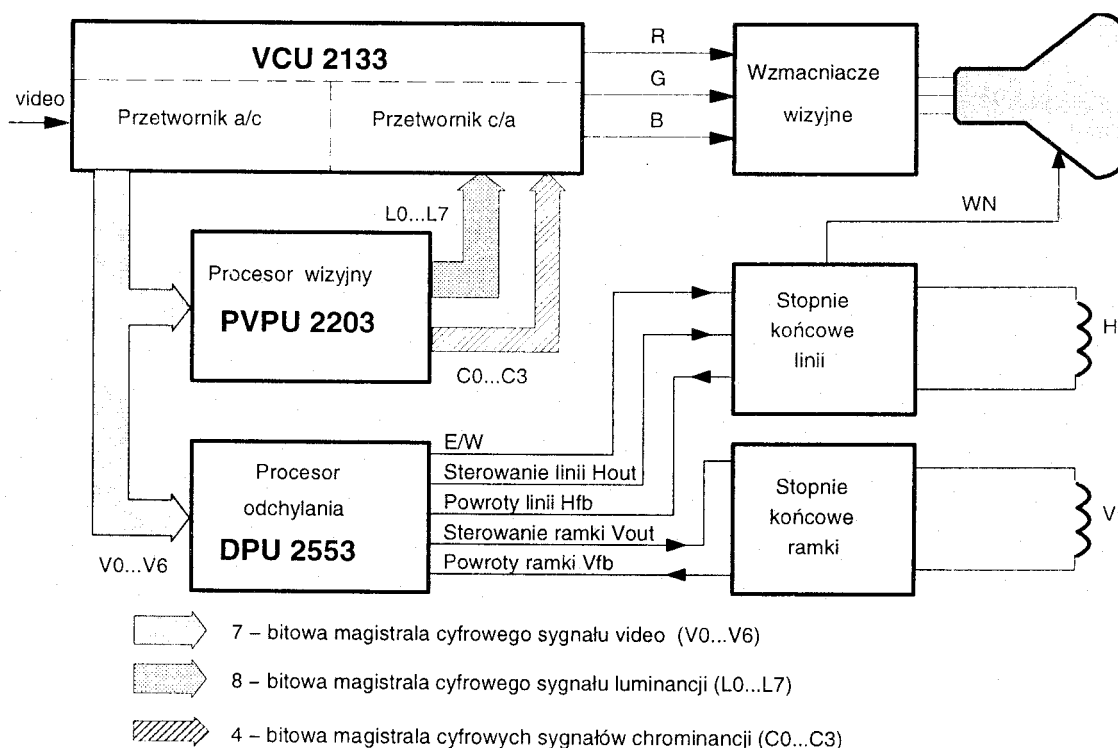 VCU 2133
video
Przetwornik a/c
Przetwornik c/a
R
G
B
Wzmacniacze
wizyjne
L0...L7
WN
Procesor wizyjny
PVPU 2203
C0...C3
Stopnie
końcowe
linii
H
Procesor
odchylania
DPU 2553
V0...V6
E/W
Sterowanie linii Hout
Powroty linii Hfb
Sterowanie ramki Vout
Powroty ramki Vfb
Stopnie
końcowe
ramki
V
7 – bitowa magistrala cyfrowego sygnału video (V0...V6)
8 – bitowa magistrala cyfrowego sygnału luminancji (L0...L7)
4 – bitowa magistrala cyfrowych sygnałów chrominancji (C0...C3)